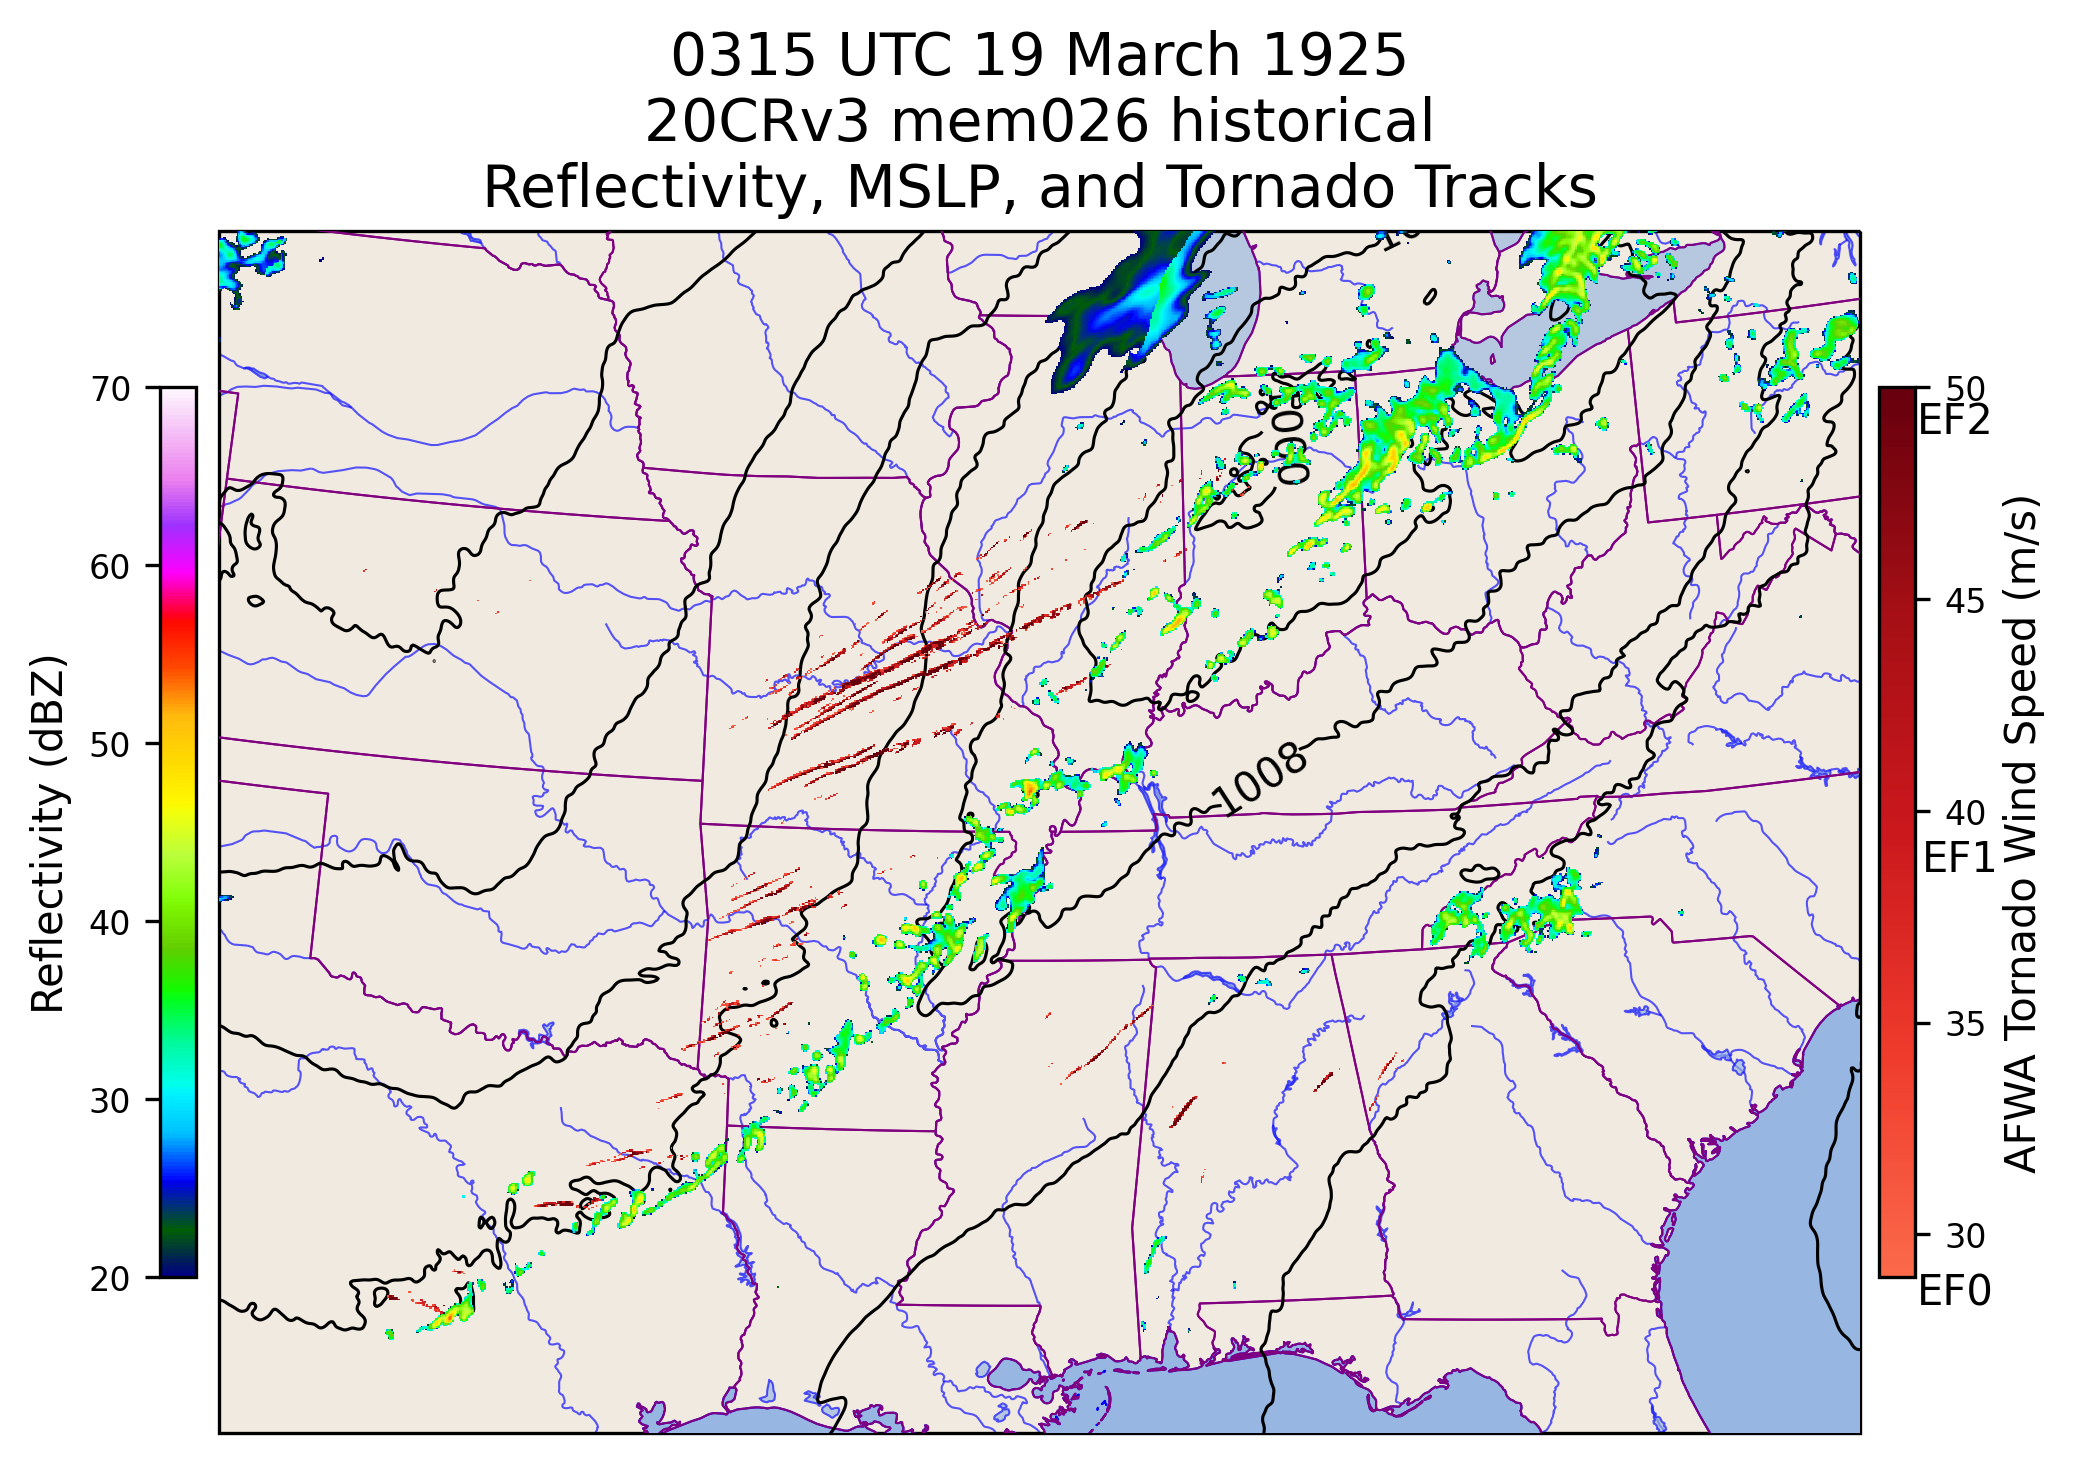 0315 UTC 19 March 1925
20CRv3 mem026 historical
Reflectivity, MSLP, and Tornado Tracks
Reflectivity (dBZ)
70
60
50
40
30
20
1000
1008
50
EF2
45
40
EF1
35
30
EF0
AFWA Tornado Wind Speed (m/s)